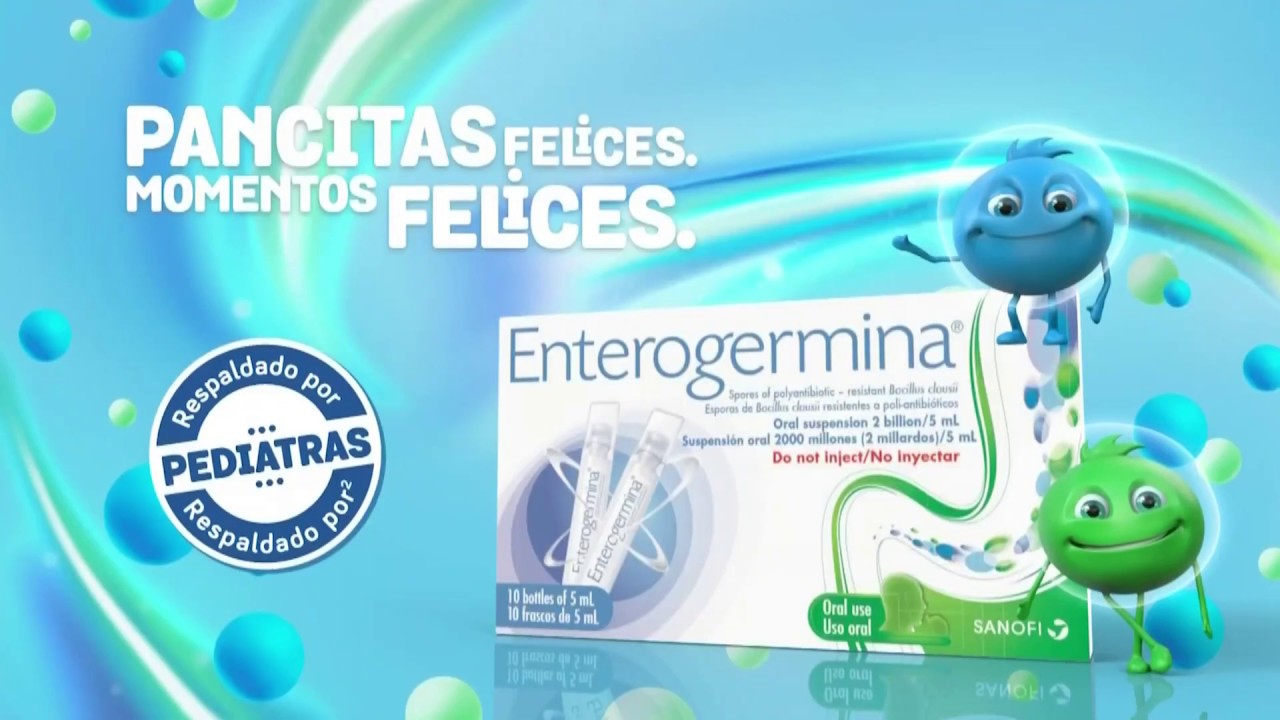 PANCITAS FELICES.
MOMENTOS FELICES.
Respaldado por
PEDIATRAS
Respaldado por²
Enterogermina®
Spores of polyantibiotic – resistant Bacillus clausii
Esporas de Bacillus clausii resistentes a poli-antibióticos
Oral suspension 2 billion/5 mL
Suspensión oral 2000 millones (2 millardos)/5 mL
Do not inject/No inyectar
Enterogermina®
Enterogermina®
10 bottles of 5 mL
10 frascos de 5 mL
Oral use
Uso oral
SANOFI